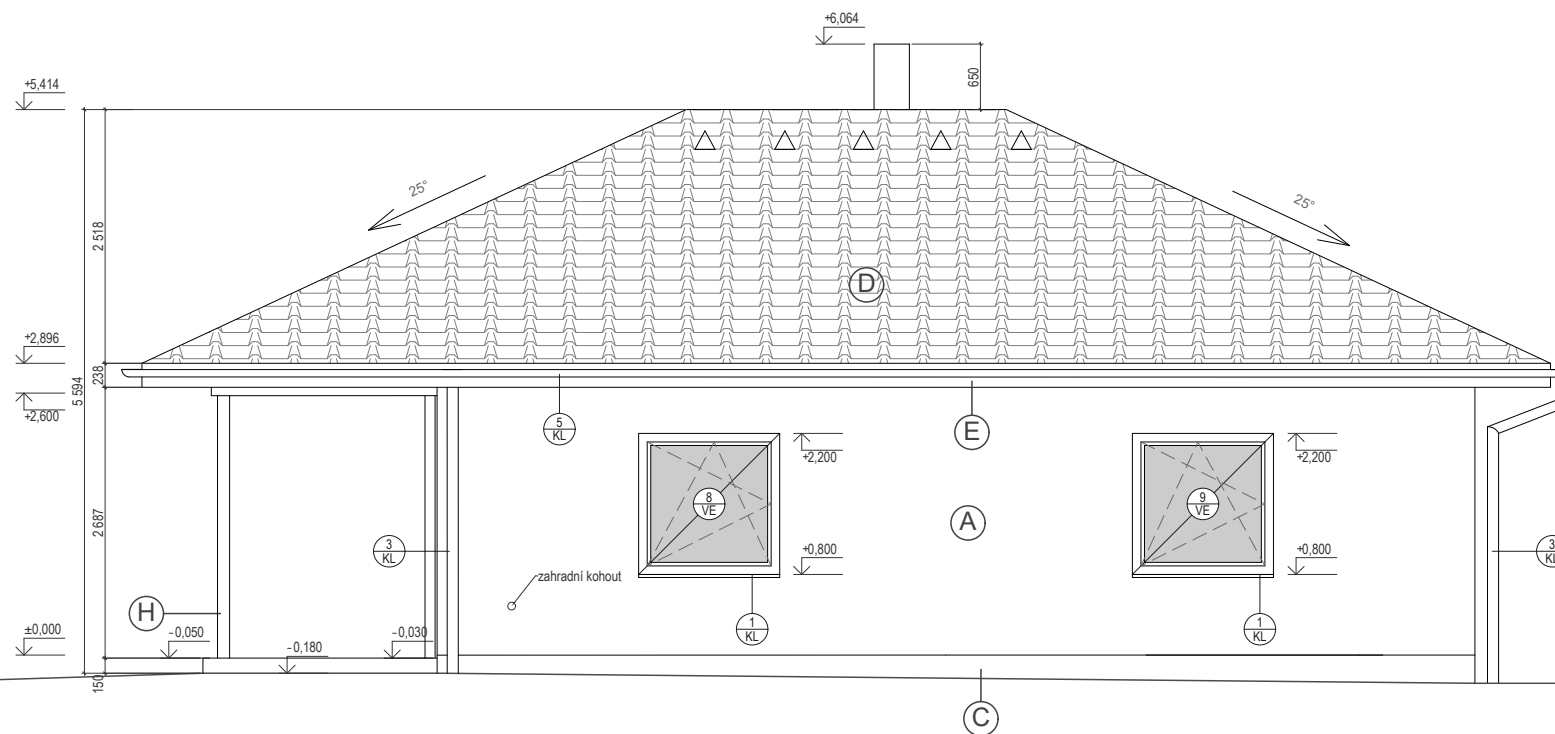 +6,064
650
+5,414
25°
25°
2 518
D
+2,896
238
5 594
+2,600
5
KL
E
+2,200
+2,200
8
VE
9
VE
A
2 687
3
KL
3
KL
+0,800
+0,800
zahradní kohout
H
1
KL
1
KL
±0,000
-0,050
-0,180
-0,030
150
C